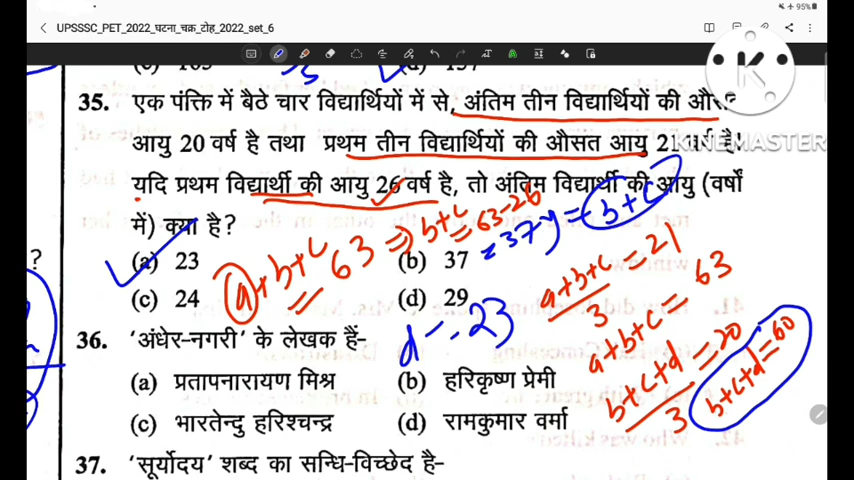 95%
UPSSSC_PET_2022_घटना_चक्र_टोह_2022_set_6
35. एक पंक्ति में बैठे चार विद्यार्थियों में से, अंतिम तीन विद्यार्थियों की औसत
आयु 20 वर्ष है तथा प्रथम तीन विद्यार्थियों की औसत आयु 21 वर्ष है।
KINEMASTER
यदि प्रथम विद्यार्थी की आयु 26 वर्ष है, तो अंतिम विद्यार्थी की आयु (वर्षों
में) क्या है?
a+b+c = 63 ⇒ b+c = 63-26
= 37y = (b+c)
(a) 23 (b) 37
(c) 24 (d) 29
d = 23
a+b+c/3 = 21
a+b+c = 63
b+c+d/3 = 20
b+c+d=60
?
36. ‘अंधेर-नगरी’ के लेखक हैं-
(a) प्रतापनारायण मिश्र (b) हरिकृष्ण प्रेमी
(c) भारतेन्दु हरिश्चन्द्र (d) रामकुमार वर्मा
37. ‘सूर्योदय’ शब्द का सन्धि-विच्छेद है-